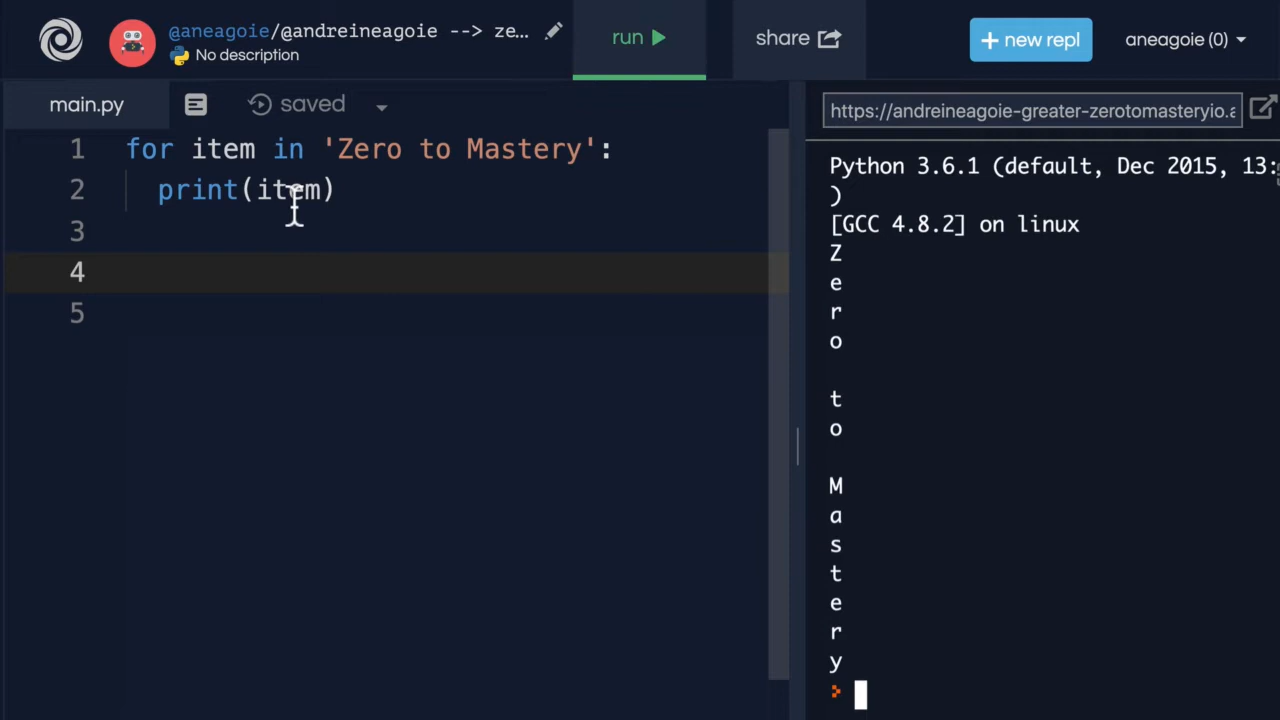 @aneagoie/@andreineagoie --> ze...
No description
run
share
+ new repl
aneagoie (0)
main.py
saved
https://andreineagoie-greater-zerotomasteryio.a
1 for item in 'Zero to Mastery':
2 print(item)
3
4
5
Python 3.6.1 (default, Dec 2015, 13:
)
[GCC 4.8.2] on linux
Z
e
r
o
t
o
M
a
s
t
e
r
y